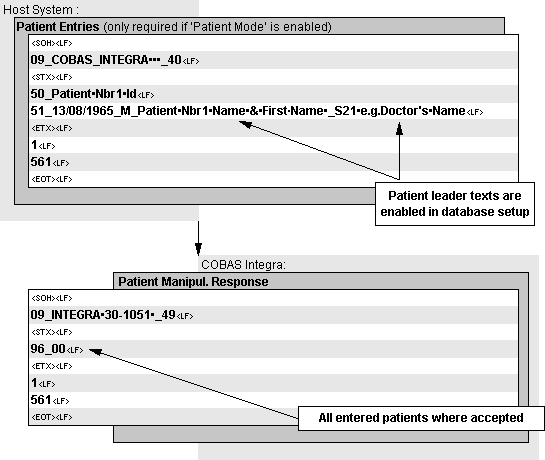 Host System :
Patient Entries (only required if 'Patient Mode' is enabled)
<SOH><LF>
09_COBAS_INTEGRA•••_40<LF>
<STX><LF>
50_Patient•Nbr1•Id<LF>
51_13/08/1965_M_Patient•Nbr1•Name•&•First•Name•_S21•e.g.Doctor's•Name<LF>
<ETX><LF>
1<LF>
561<LF>
<EOT><LF>
Patient leader texts are
enabled in database setup
COBAS Integra:
Patient Manipul. Response
<SOH><LF>
09_INTEGRA•30-1051•_49<LF>
<STX><LF>
96_00<LF>
<ETX><LF>
1<LF>
561<LF>
<EOT><LF>
All entered patients where accepted